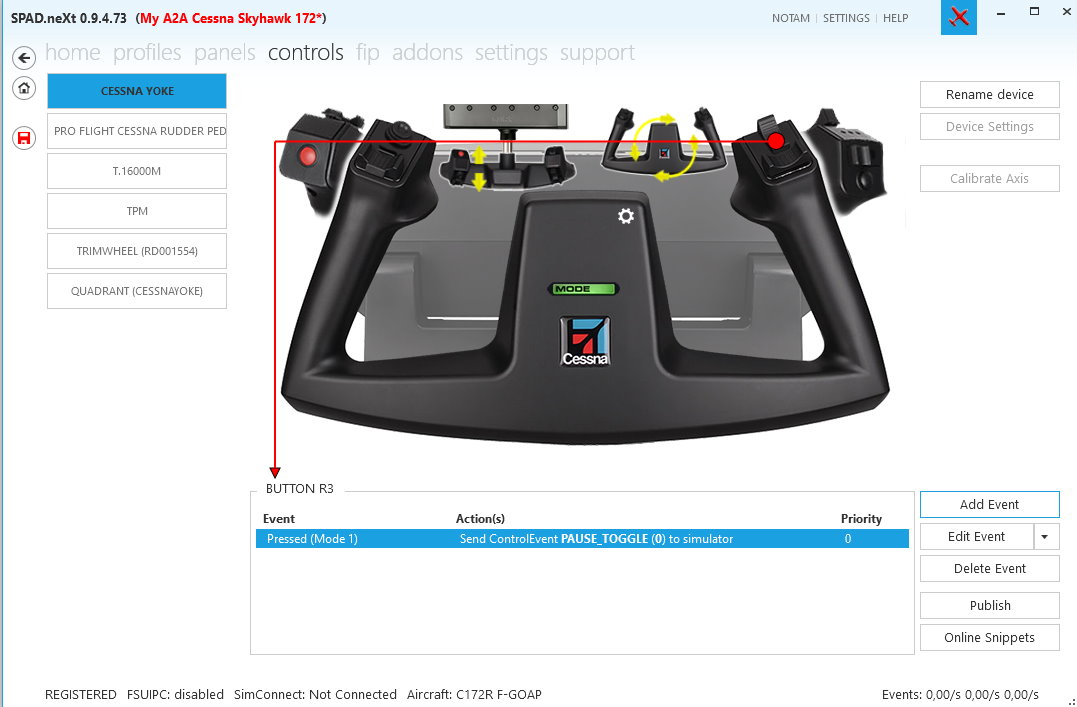 SPAD.neXt 0.9.4.73 (My A2A Cessna Skyhawk 172*)
NOTAM | SETTINGS | HELP
home profiles panels controls fip addons settings support
CESSNA YOKE
PRO FLIGHT CESSNA RUDDER PED
T.16000M
TPM
TRIMWHEEL (RD001554)
QUADRANT (CESSNAYOKE)
Rename device
Device Settings
Calibrate Axis
MODE
Cessna
BUTTON R3
Event Action(s) Priority
Pressed (Mode 1) Send ControlEvent PAUSE_TOGGLE (0) to simulator 0
Add Event
Edit Event
Delete Event
Publish
Online Snippets
REGISTERED FSUIPC: disabled SimConnect: Not Connected Aircraft: C172R F-GOAP Events: 0,00/s 0,00/s 0,00/s